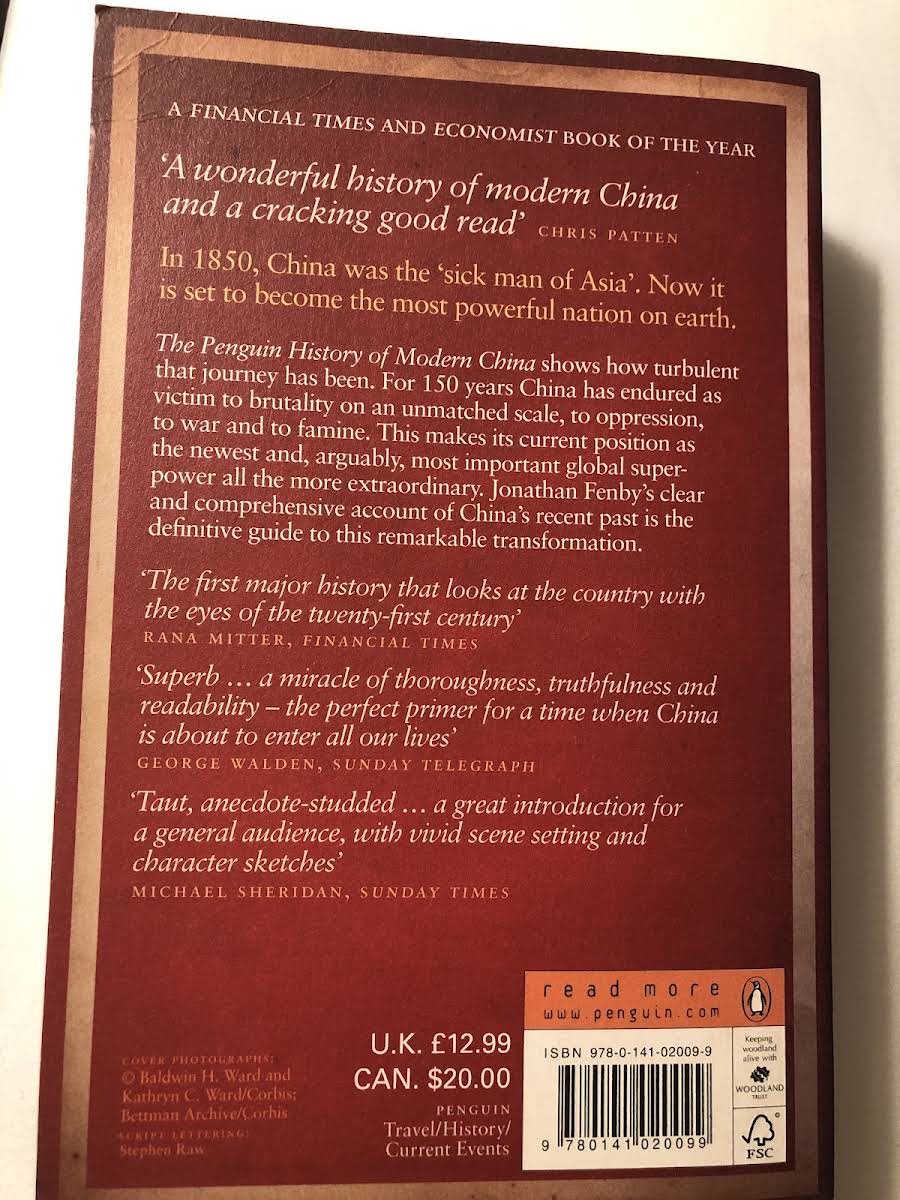 A FINANCIAL TIMES AND ECONOMIST BOOK OF THE YEAR
‘A wonderful history of modern China
and a cracking good read’ CHRIS PATTEN
In 1850, China was the ‘sick man of Asia’. Now it
is set to become the most powerful nation on earth.
The Penguin History of Modern China shows how turbulent
that journey has been. For 150 years China has endured as
victim to brutality on an unmatched scale, to oppression,
to war and to famine. This makes its current position as
the newest and, arguably, most important global super-
power all the more extraordinary. Jonathan Fenby’s clear
and comprehensive account of China’s recent past is the
definitive guide to this remarkable transformation.
‘The first major history that looks at the country with
the eyes of the twenty-first century’
RANA MITTER, FINANCIAL TIMES
‘Superb … a miracle of thoroughness, truthfulness and
readability – the perfect primer for a time when China
is about to enter all our lives’
GEORGE WALDEN, SUNDAY TELEGRAPH
‘Taut, anecdote-studded … a great introduction for
a general audience, with vivid scene setting and
character sketches’
MICHAEL SHERIDAN, SUNDAY TIMES
COVER PHOTOGRAPHS:
© Baldwin H. Ward and
Kathryn C. Ward/Corbis;
Bettman Archive/Corbis
SCRIPT LETTERING:
Stephen Raw
U.K. £12.99
CAN. $20.00
PENGUIN
Travel/History/
Current Events
read more
www.penguin.com
ISBN 978-0-141-02009-9
9 780141 020099
Keeping
woodland
alive with
WOODLAND
TRUST
©
FSC